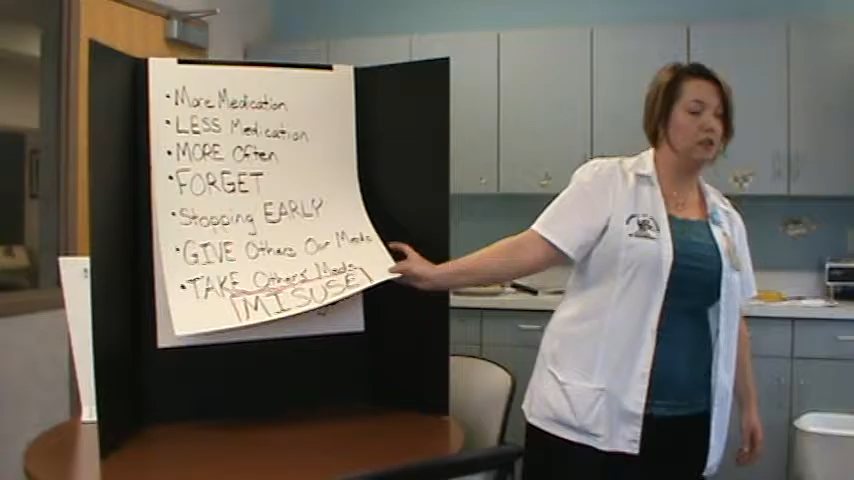 • More Medication
• LESS Medication
• MORE Often
• FORGET
• Stopping EARLY
• GIVE Others Our Meds
• TAKE Others' Meds
MISUSE